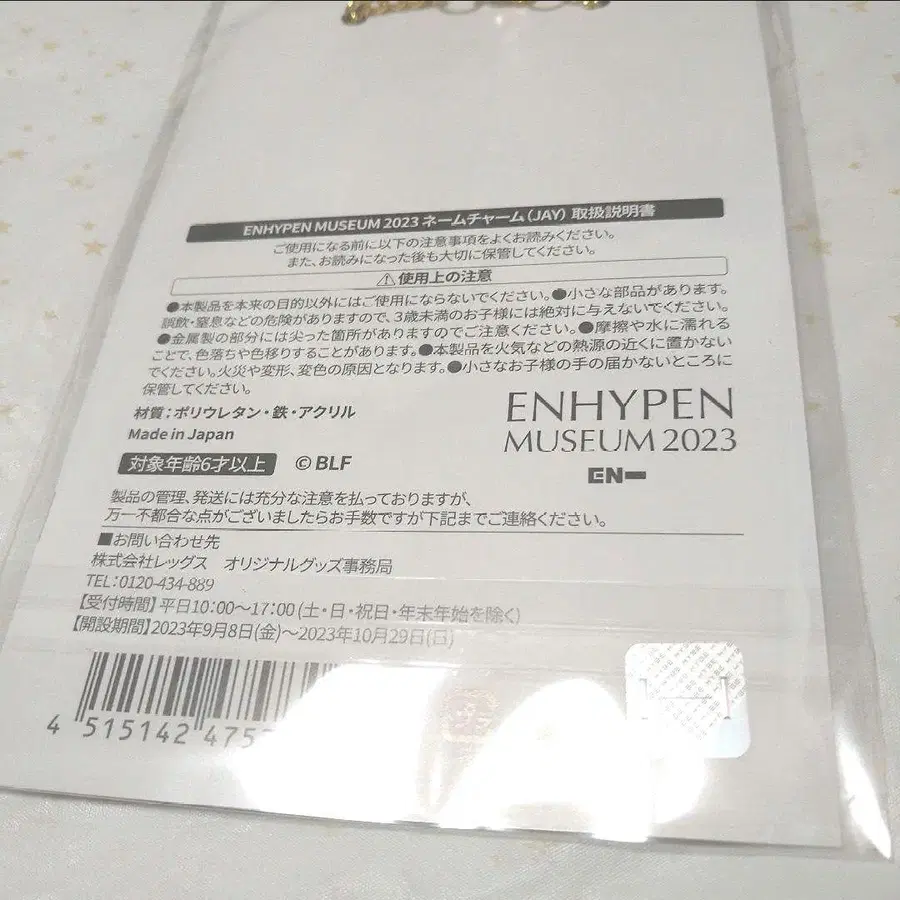 ENHYPEN MUSEUM 2023 ネームチャーム(JAY) 取扱説明書
ご使用になる前に以下の注意事項をよくお読みください。
また、お読みになった後も大切に保管してください。
⚠使用上の注意
●本製品を本来の目的以外にはご使用にならないでください。●小さな部品があります。
誤飲・窒息などの危険がありますので、3歳未満のお子様には絶対に与えないでください。
●金属製の部分には尖った箇所がありますのでご注意ください。●摩擦や水に濡れる
ことで、色落ちや色移りすることがあります。●本製品を火気などの熱源の近くに置かない
でください。火災や変形、変色の原因となります。●小さなお子様の手の届かないところに
保管してください。
材質:ポリウレタン・鉄・アクリル
Made in Japan
対象年齢6才以上 ©BLF
ENHYPEN
MUSEUM 2023
EN-
製品の管理、発送には充分な注意を払っておりますが、
万一不都合な点がございましたらお手数ですが下記までご連絡ください。
■お問い合わせ先
株式会社レッグス オリジナルグッズ事務局
TEL:0120-434-889
【受付時間】平日10:00~17:00(土・日・祝日・年末年始を除く)
【開設期間】2023年9月8日(金)~2023年10月29日(日)
4 515142 475